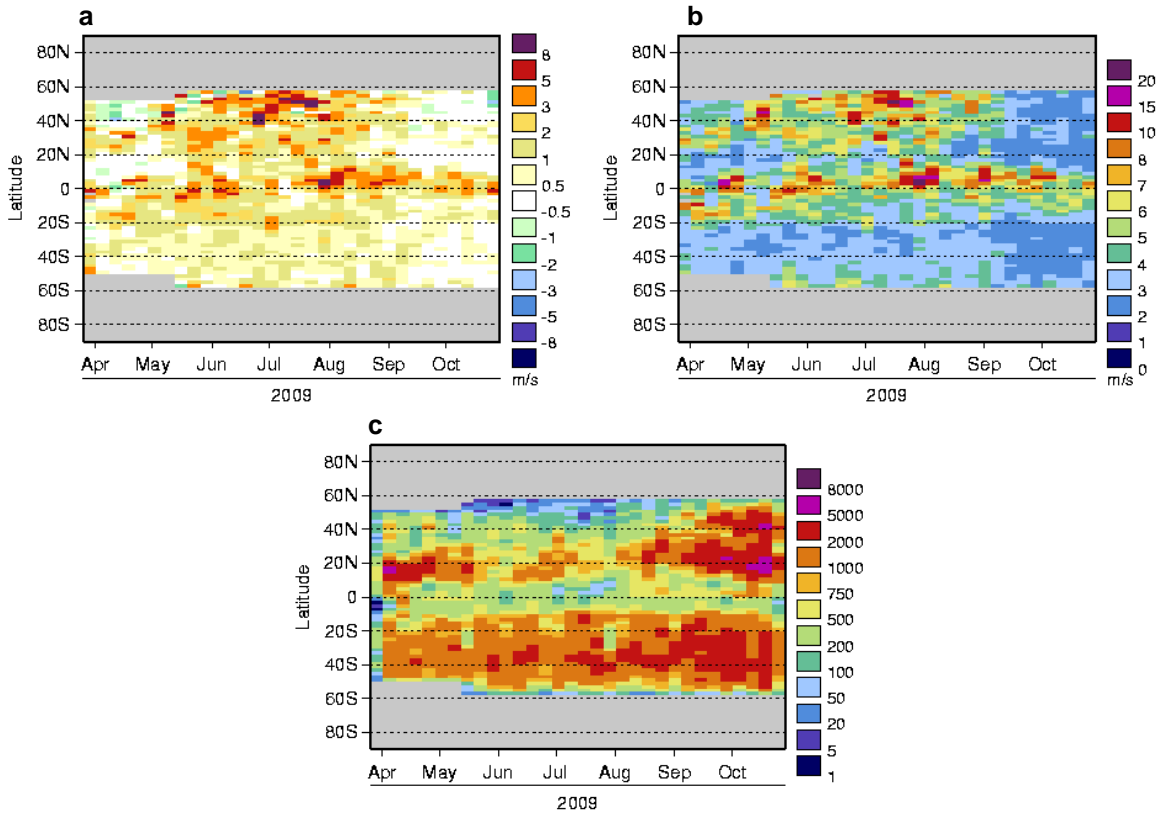 a
80N
60N
40N
20N
0
20S
40S
60S
80S
Latitude
Apr May Jun Jul Aug Sep Oct
2009
8
5
3
2
1
0.5
-0.5
-1
-2
-3
-5
-8
m/s
b
80N
60N
40N
20N
0
20S
40S
60S
80S
Latitude
Apr May Jun Jul Aug Sep Oct
2009
20
15
10
8
7
6
5
4
3
2
1
0
m/s
c
80N
60N
40N
20N
0
20S
40S
60S
80S
Latitude
Apr May Jun Jul Aug Sep Oct
2009
8000
5000
2000
1000
750
500
200
100
50
20
5
1